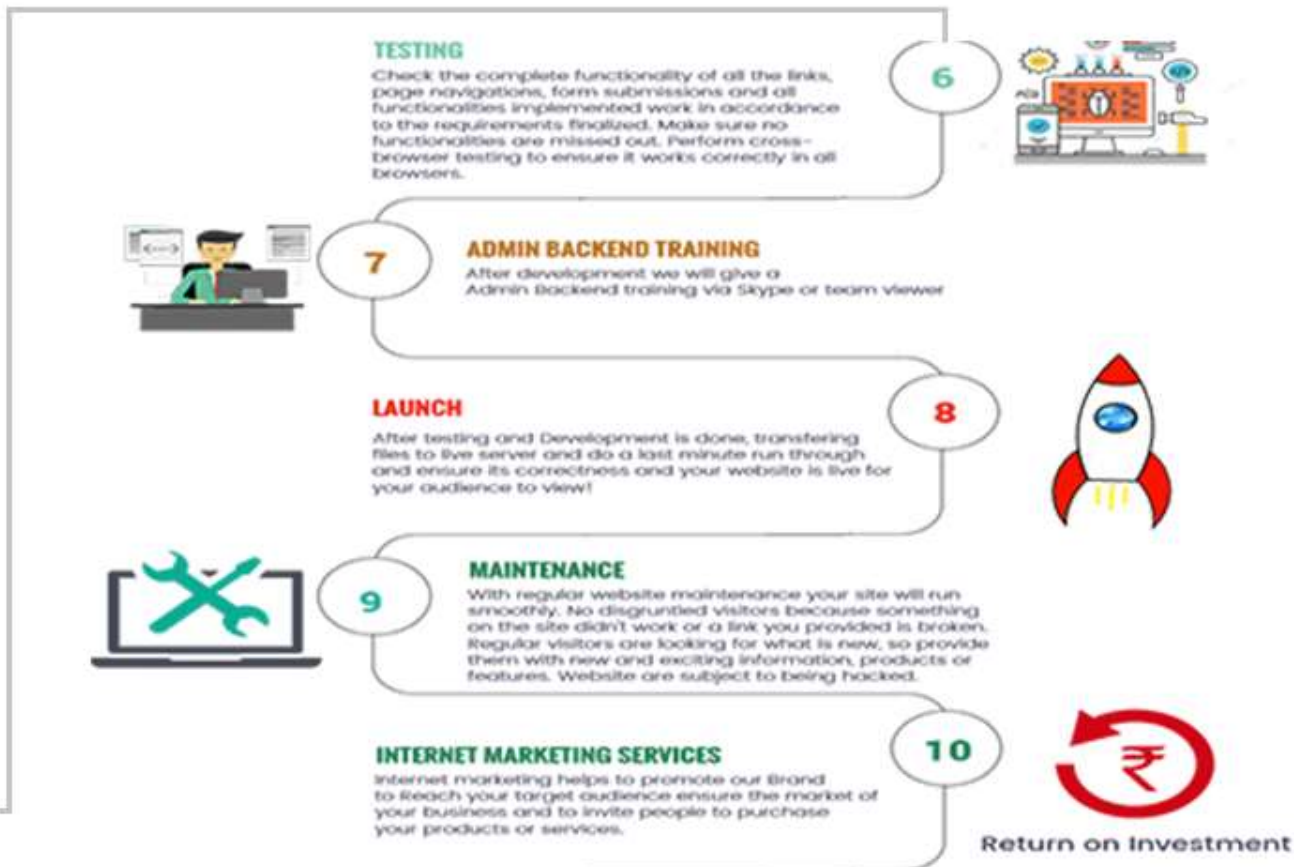 TESTING
Check the complete functionality of all the links,
page navigations, form submissions and all
functionalities implemented work in accordance
to the requirements finalized. Make sure no
functionalities are missed out. Perform cross-
browser testing to ensure it works correctly in all
browsers.
6
7
ADMIN BACKEND TRAINING
After development we will give a
Admin Backend training via Skype or team viewer
LAUNCH
8
After testing and Development is done, transfering
files to live server and do a last minute run through
and ensure its correctness and your website is live for
your audience to view!
9
MAINTENANCE
With regular website maintenance your site will run
smoothly. No disgruntled visitors because something
on the site didn't work or a link you provided is broken.
Regular visitors are looking for what is new, so provide
them with new and exciting information, products or
features. Website are subject to being hacked.
INTERNET MARKETING SERVICES
10
Internet marketing helps to promote our Brand
to Reach your target audience ensure the market of
your business and to invite people to purchase
your products or services.
₹
Return on Investment